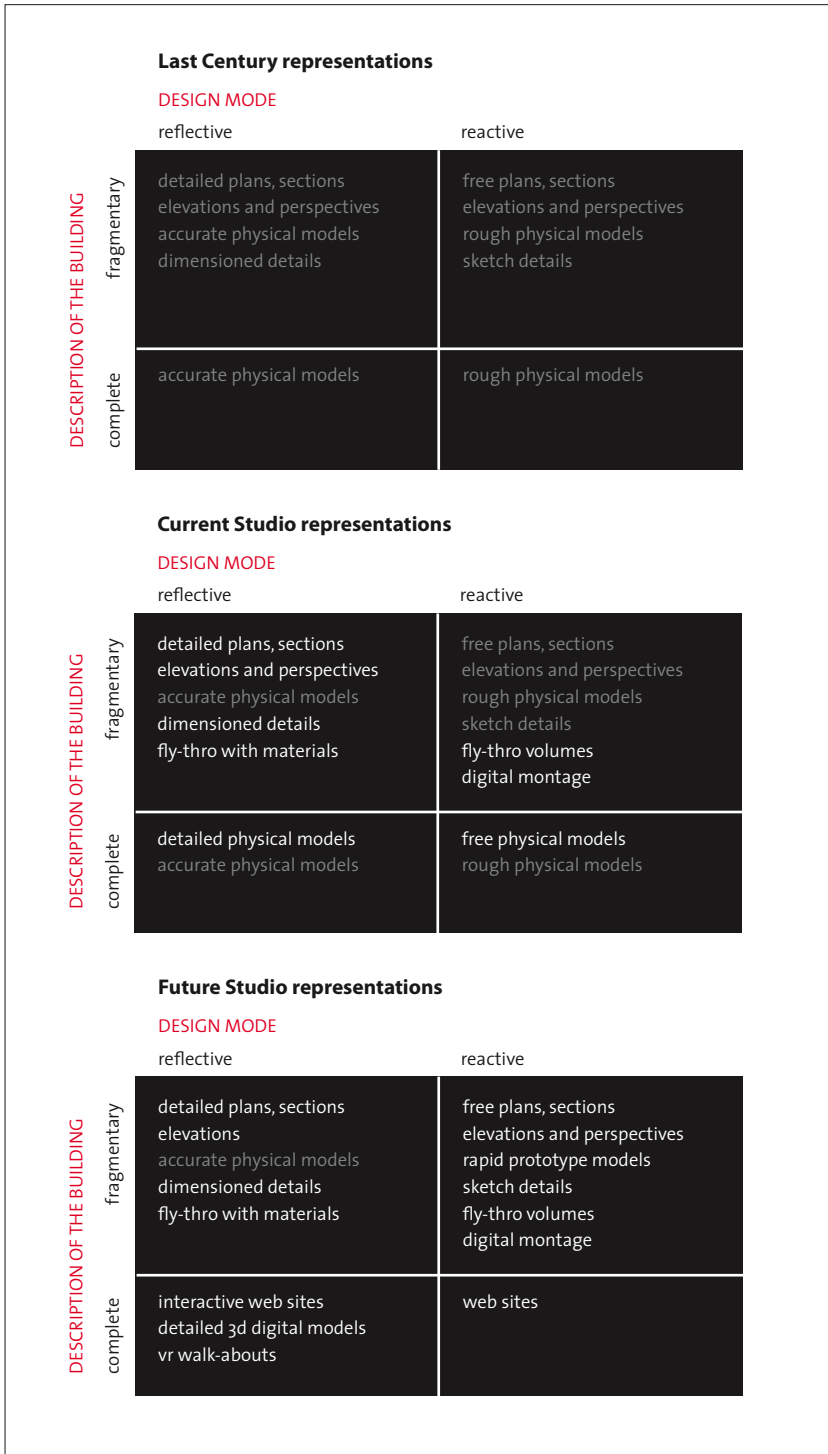 Last Century representations
DESIGN MODE
reflective
reactive
DESCRIPTION OF THE BUILDING
fragmentary
detailed plans, sections
elevations and perspectives
accurate physical models
dimensioned details
free plans, sections
elevations and perspectives
rough physical models
sketch details
complete
accurate physical models
rough physical models
Current Studio representations
DESIGN MODE
reflective
reactive
DESCRIPTION OF THE BUILDING
fragmentary
detailed plans, sections
elevations and perspectives
accurate physical models
dimensioned details
fly-thro with materials
free plans, sections
elevations and perspectives
rough physical models
sketch details
fly-thro volumes
digital montage
complete
detailed physical models
accurate physical models
free physical models
rough physical models
Future Studio representations
DESIGN MODE
reflective
reactive
DESCRIPTION OF THE BUILDING
fragmentary
detailed plans, sections
elevations
accurate physical models
dimensioned details
fly-thro with materials
free plans, sections
elevations and perspectives
rapid prototype models
sketch details
fly-thro volumes
digital montage
complete
interactive web sites
detailed 3d digital models
vr walk-abouts
web sites